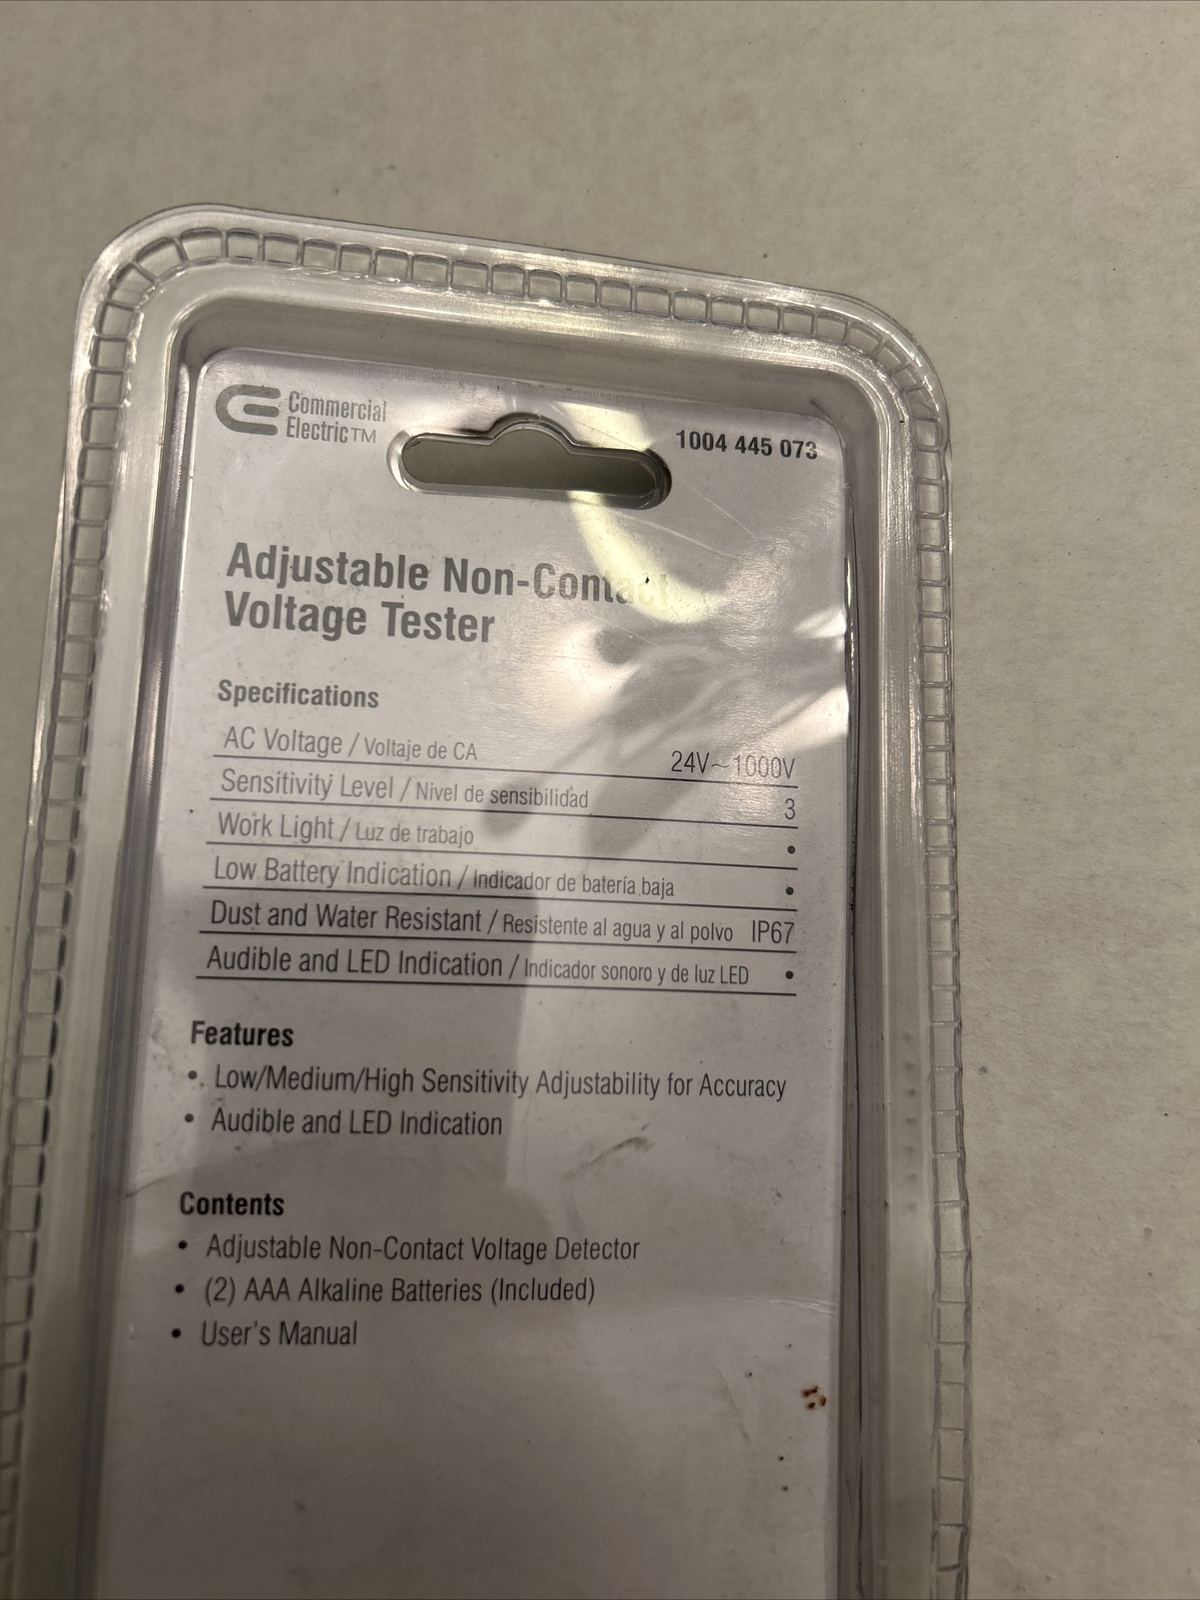 Commercial
Electric™
1004 445 073
Adjustable Non-Contact
Voltage Tester
Specifications
AC Voltage / Voltaje de CA 24V~1000V
Sensitivity Level / Nivel de sensibilidad 3
Work Light / Luz de trabajo •
Low Battery Indication / Indicador de batería baja •
Dust and Water Resistant / Resistente al agua y al polvo IP67
Audible and LED Indication / Indicador sonoro y de luz LED •
Features
• Low/Medium/High Sensitivity Adjustability for Accuracy
• Audible and LED Indication
Contents
• Adjustable Non-Contact Voltage Detector
• (2) AAA Alkaline Batteries (Included)
• User's Manual